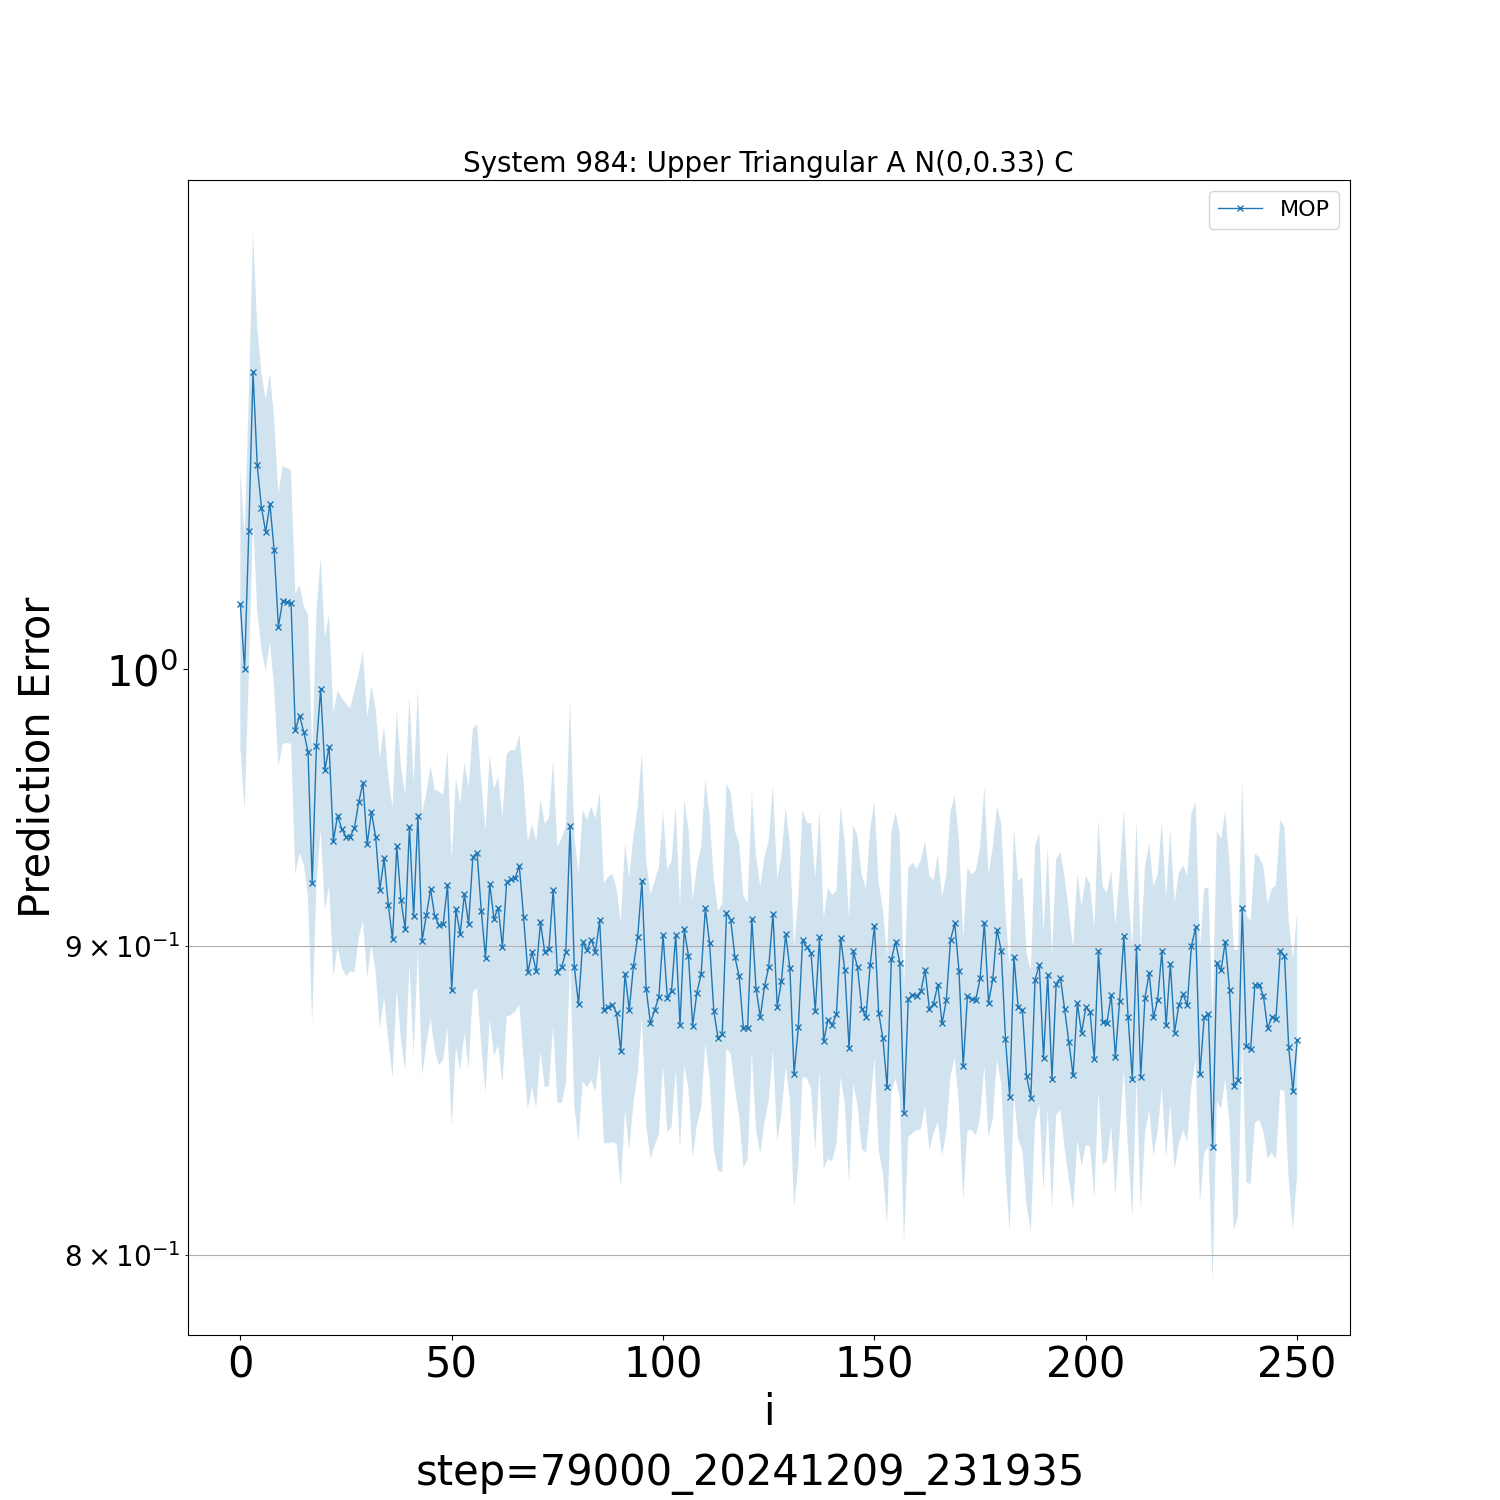 System 984: Upper Triangular A N(0,0.33) C
MOP
Prediction Error
10⁰
9 × 10⁻¹
8 × 10⁻¹
0 50 100 150 200 250
i
step=79000_20241209_231935